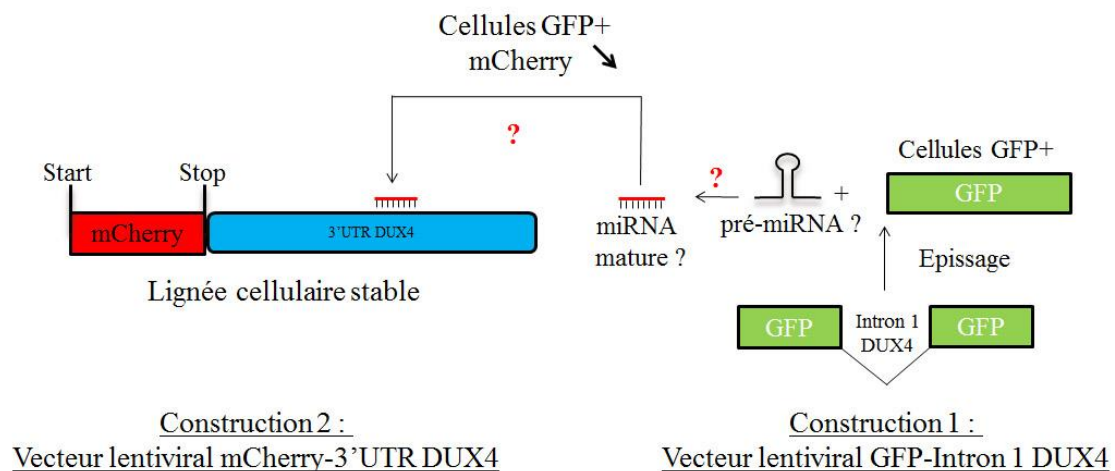 Cellules GFP+
mCherry
?
Start
Stop
mCherry
3'UTR DUX4
Lignée cellulaire stable
miRNA
mature ?
?
pré-miRNA ?
+
Cellules GFP+
GFP
Epissage
GFP
Intron 1
DUX4
GFP
Construction 2 :
Vecteur lentiviral mCherry-3'UTR DUX4
Construction 1 :
Vecteur lentiviral GFP-Intron 1 DUX4